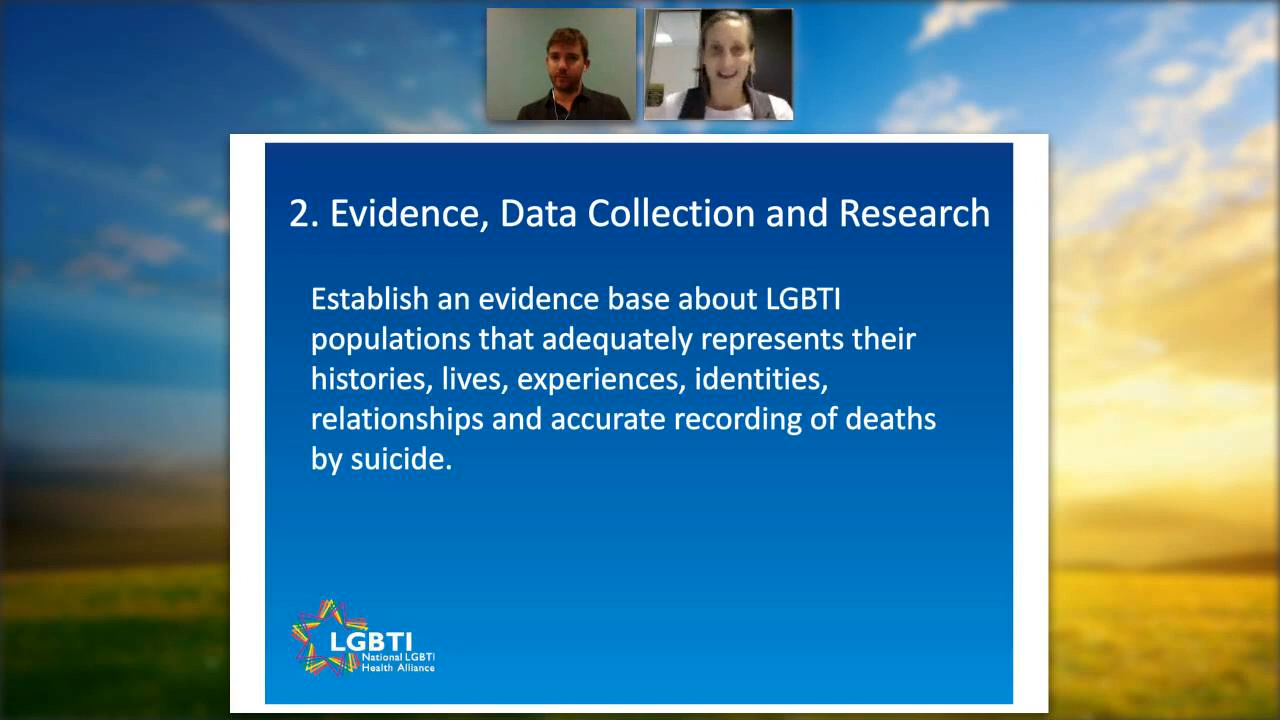 2. Evidence, Data Collection and Research
Establish an evidence base about LGBTI
populations that adequately represents their
histories, lives, experiences, identities,
relationships and accurate recording of deaths
by suicide.
LGBTI
National LGBTI
Health Alliance